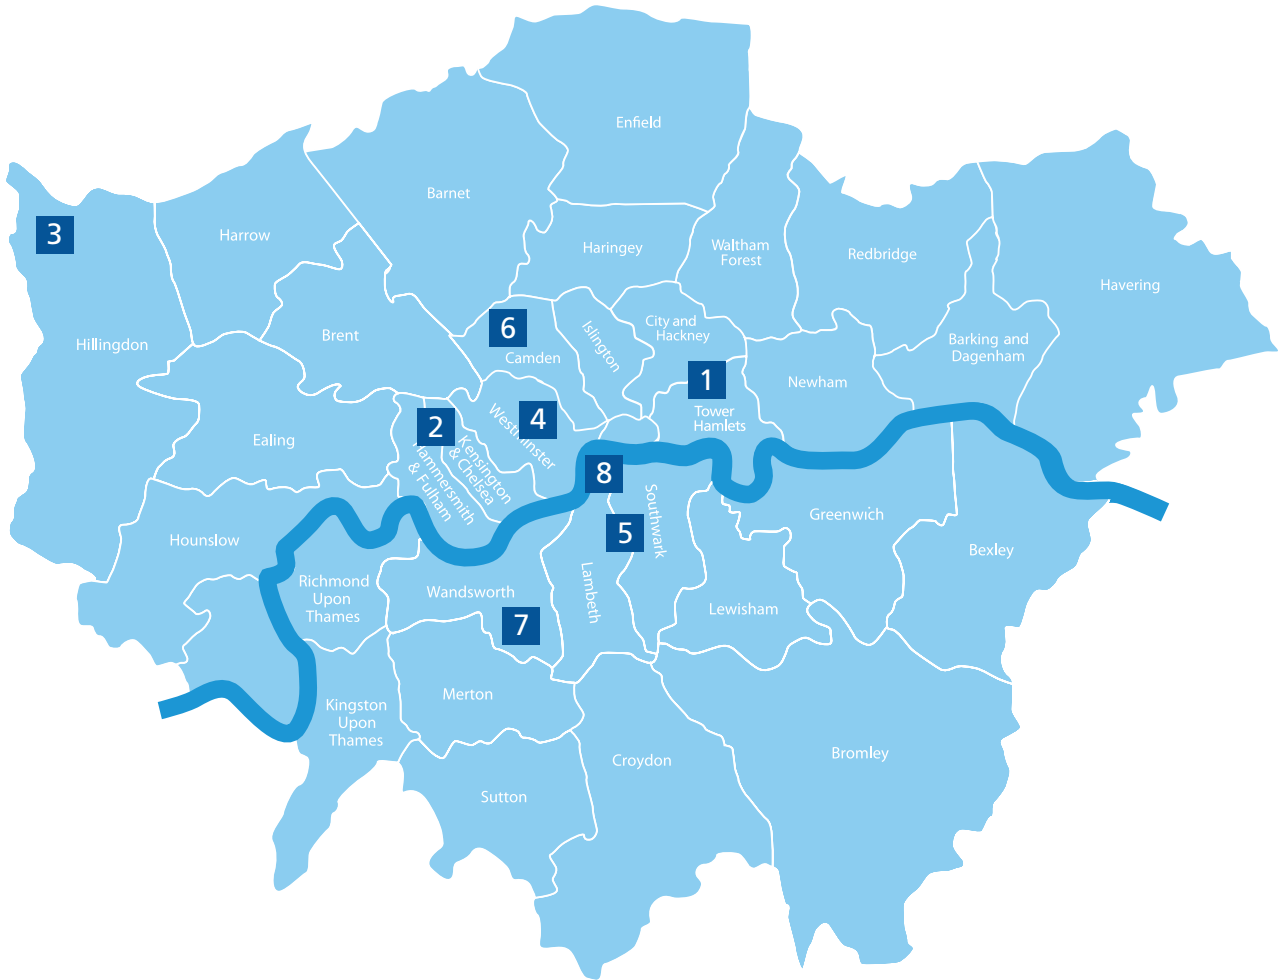 Enfield
Barnet
3
Harrow
Haringey
Waltham
Forest
Redbridge
Havering
Hillingdon
Brent
6
Camden
Islington
City and
Hackney
Barking and
Dagenham
1
Newham
Tower
Hamlets
Ealing
2
4
Westminster
Kensington
& Chelsea
Hammersmith
& Fulham
8
Southwark
5
Greenwich
Hounslow
Bexley
Richmond
Upon
Thames
Wandsworth
Lambeth
Lewisham
7
Merton
Kingston
Upon
Thames
Croydon
Bromley
Sutton